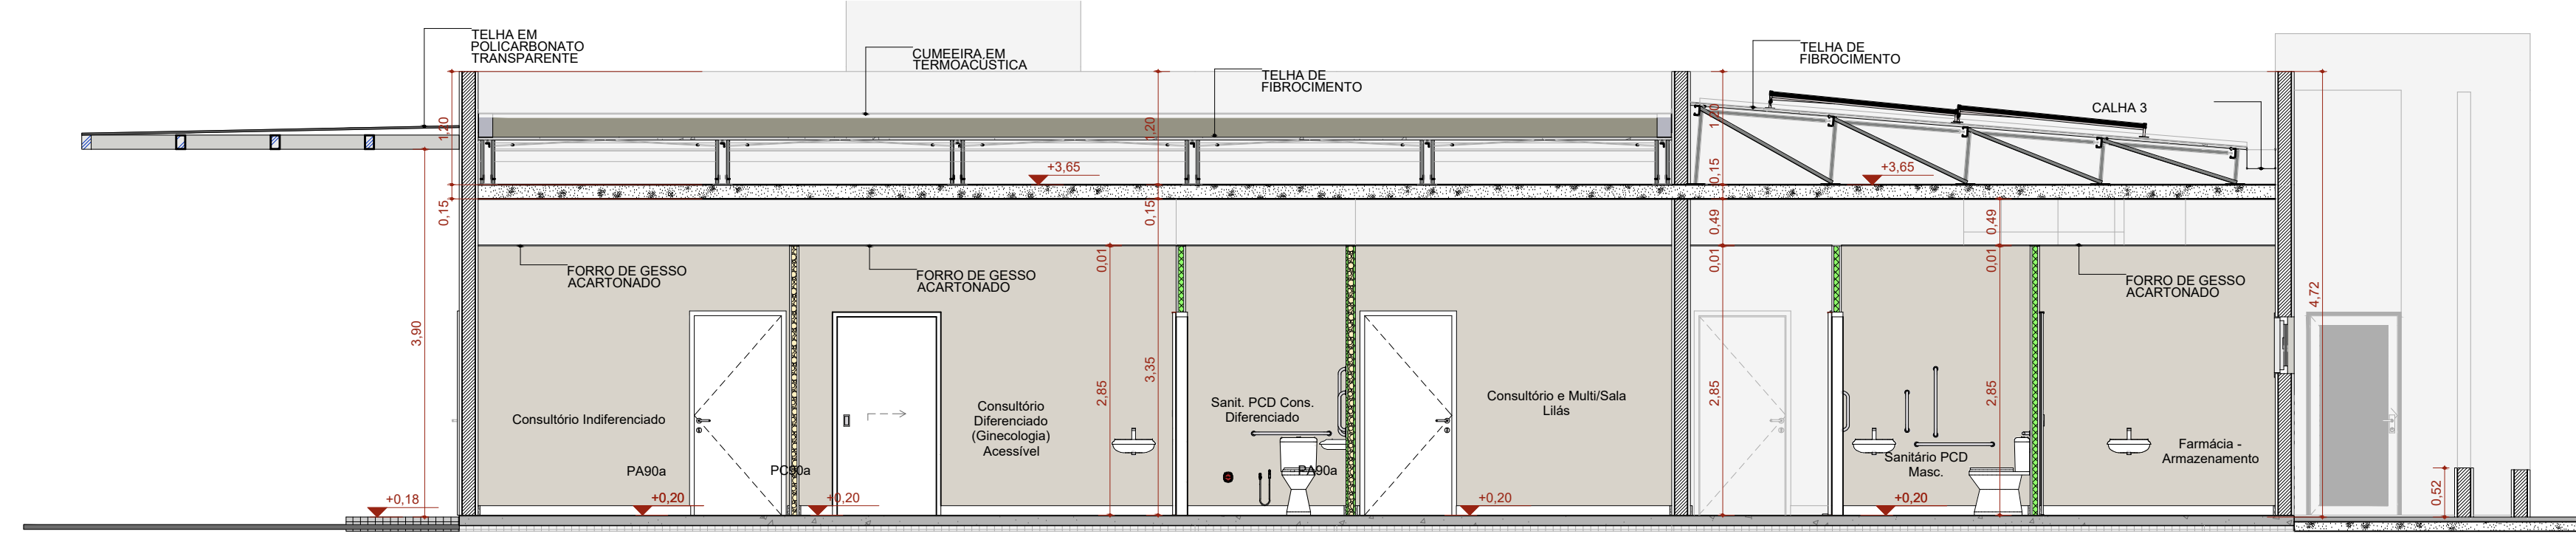 TELHA EM
POLICARBONATO
TRANSPARENTE
CUMEEIRA EM
TERMOACÚSTICA
TELHA DE
FIBROCIMENTO
TELHA DE
FIBROCIMENTO
CALHA 3
1,20
1,20
1,20
+3,65
0,15
+3,65
0,15
0,15
0,49
0,49
0,01
0,01
0,01
FORRO DE GESSO
ACARTONADO
FORRO DE GESSO
ACARTONADO
FORRO DE GESSO
ACARTONADO
3,90
2,85
3,35
2,85
2,85
4,72
Consultório Indiferenciado
Consultório
Diferenciado
(Ginecologia)
Acessível
Sanit. PCD Cons.
Diferenciado
Consultório e Multi/Sala
Lilás
Sanitário PCD
Masc.
Farmácia -
Armazenamento
PA90a
PC90a
PA90a
+0,18
+0,20
+0,20
+0,20
+0,20
0,52